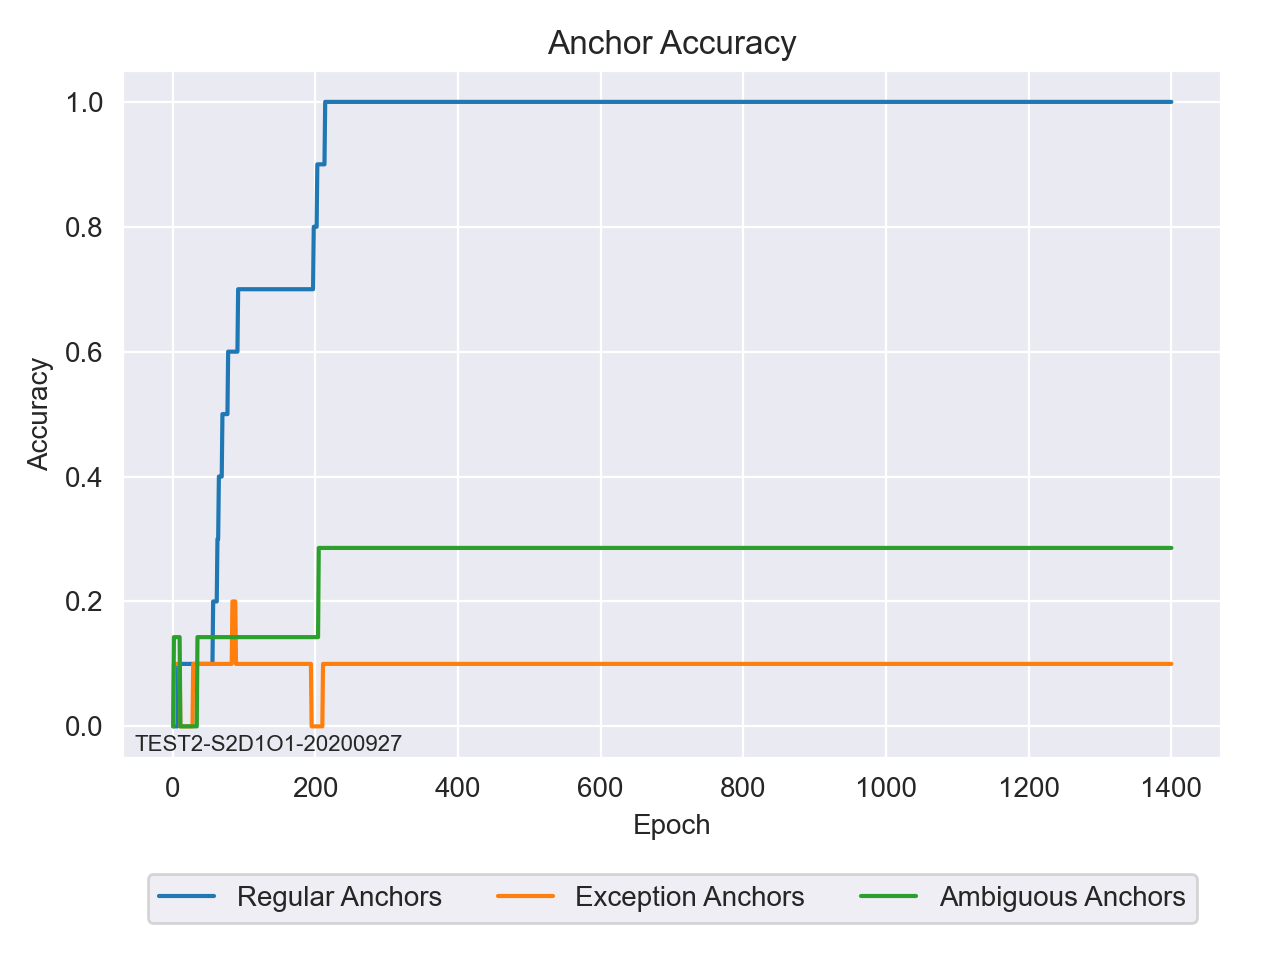 Anchor Accuracy
1.0
0.8
0.6
0.4
0.2
0.0
Accuracy
TEST2-S2D1O1-20200927
0 200 400 600 800 1000 1200 1400
Epoch
Regular Anchors Exception Anchors Ambiguous Anchors